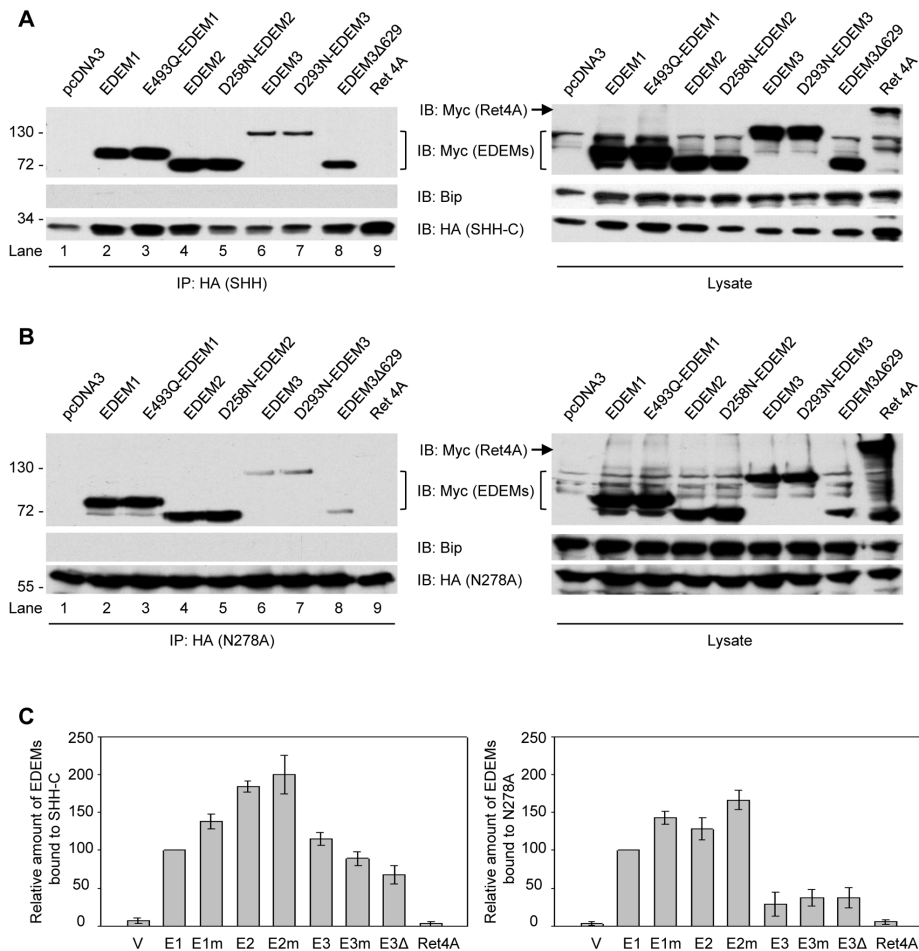 A
pcDNA3
EDEM1
E493Q-EDEM1
EDEM2
D258N-EDEM2
EDEM3
D293N-EDEM3
EDEM3Δ629
Ret 4A
pcDNA3
EDEM1
E493Q-EDEM1
EDEM2
D258N-EDEM2
EDEM3
D293N-EDEM3
EDEM3Δ629
Ret 4A
130 -
72 -
34 -
IB: Myc (Ret4A)
IB: Myc (EDEMs)
IB: Bip
IB: HA (SHH-C)
Lane 1 2 3 4 5 6 7 8 9
IP: HA (SHH)
Lysate
B
pcDNA3
EDEM1
E493Q-EDEM1
EDEM2
D258N-EDEM2
EDEM3
D293N-EDEM3
EDEM3Δ629
Ret 4A
pcDNA3
EDEM1
E493Q-EDEM1
EDEM2
D258N-EDEM2
EDEM3
D293N-EDEM3
EDEM3Δ629
Ret 4A
130 -
72 -
55 -
IB: Myc (Ret4A)
IB: Myc (EDEMs)
IB: Bip
IB: HA (N278A)
Lane 1 2 3 4 5 6 7 8 9
IP: HA (N278A)
Lysate
C
Relative amount of EDEMs
bound to SHH-C
250
200
150
100
50
0
V E1 E1m E2 E2m E3 E3m E3Δ Ret4A
Relative amount of EDEMs
bound to N278A
250
200
150
100
50
0
V E1 E1m E2 E2m E3 E3m E3Δ Ret4A